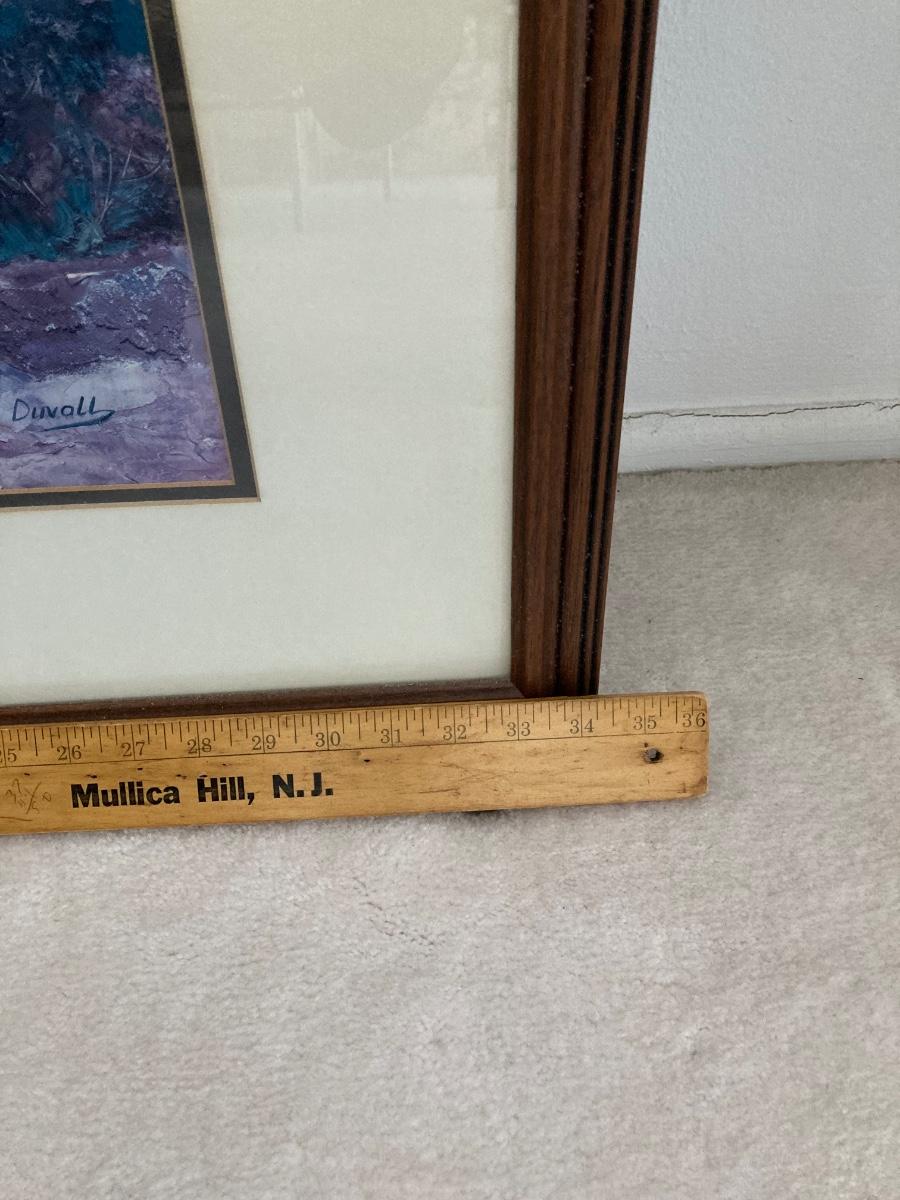 Duvall
25 26 27 28 29 30 31 32 33 34 35 36
Mullica Hill, N.J.